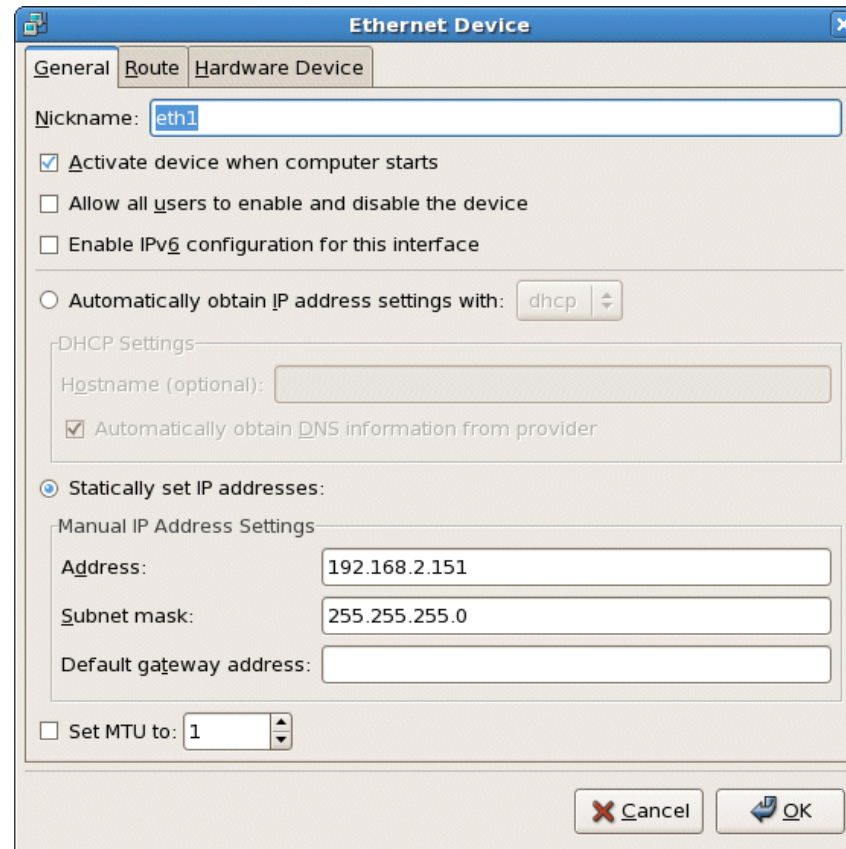 Ethernet Device
General Route Hardware Device
Nickname: eth1
Activate device when computer starts
Allow all users to enable and disable the device
Enable IPv6 configuration for this interface
Automatically obtain IP address settings with: dhcp
DHCP Settings
Hostname (optional):
Automatically obtain DNS information from provider
Statically set IP addresses:
Manual IP Address Settings
Address: 192.168.2.151
Subnet mask: 255.255.255.0
Default gateway address:
Set MTU to: 1
Cancel OK